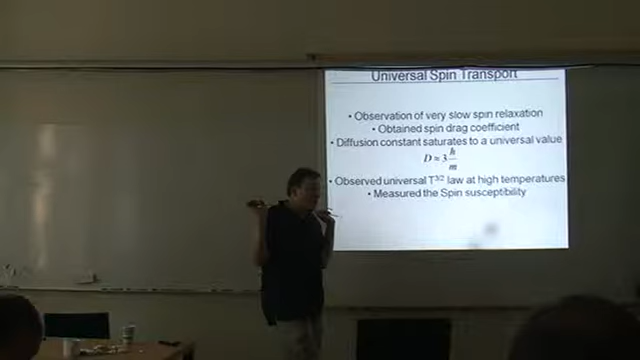 Universal Spin Transport
• Observation of very slow spin relaxation
• Obtained spin drag coefficient
• Diffusion constant saturates to a universal value
D ≈ 3 ħ/m
• Observed universal T^3/2 law at high temperatures
• Measured the Spin susceptibility